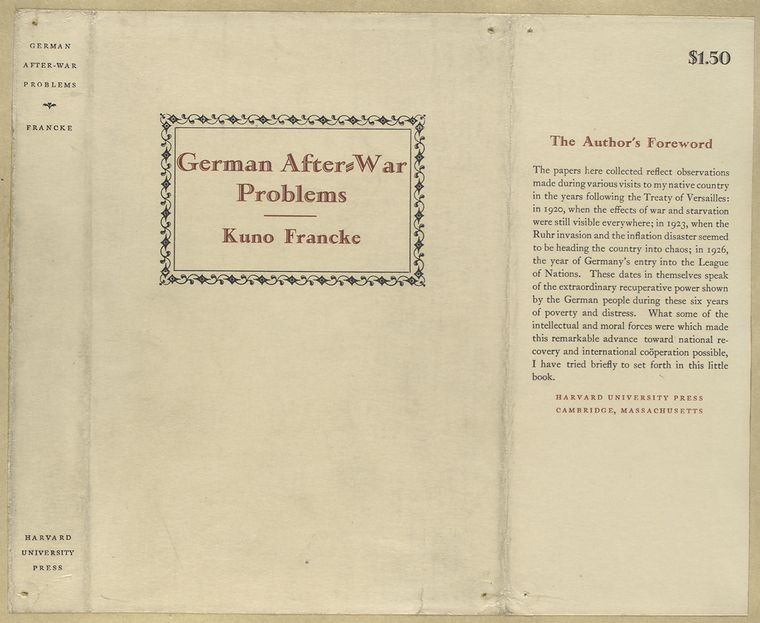 GERMAN
AFTER-WAR
PROBLEMS
FRANCKE
HARVARD
UNIVERSITY
PRESS
German After-War
Problems
Kuno Francke
$1.50
The Author's Foreword
The papers here collected reflect observations
made during various visits to my native country
in the years following the Treaty of Versailles:
in 1920, when the effects of war and starvation
were still visible everywhere; in 1923, when the
Ruhr invasion and the inflation disaster seemed
to be heading the country into chaos; in 1926,
the year of Germany's entry into the League
of Nations. These dates in themselves speak
of the extraordinary recuperative power shown
by the German people during these six years
of poverty and distress. What some of the
intellectual and moral forces were which made
this remarkable advance toward national re-
covery and international coöperation possible,
I have tried briefly to set forth in this little
book.
HARVARD UNIVERSITY PRESS
CAMBRIDGE, MASSACHUSETTS